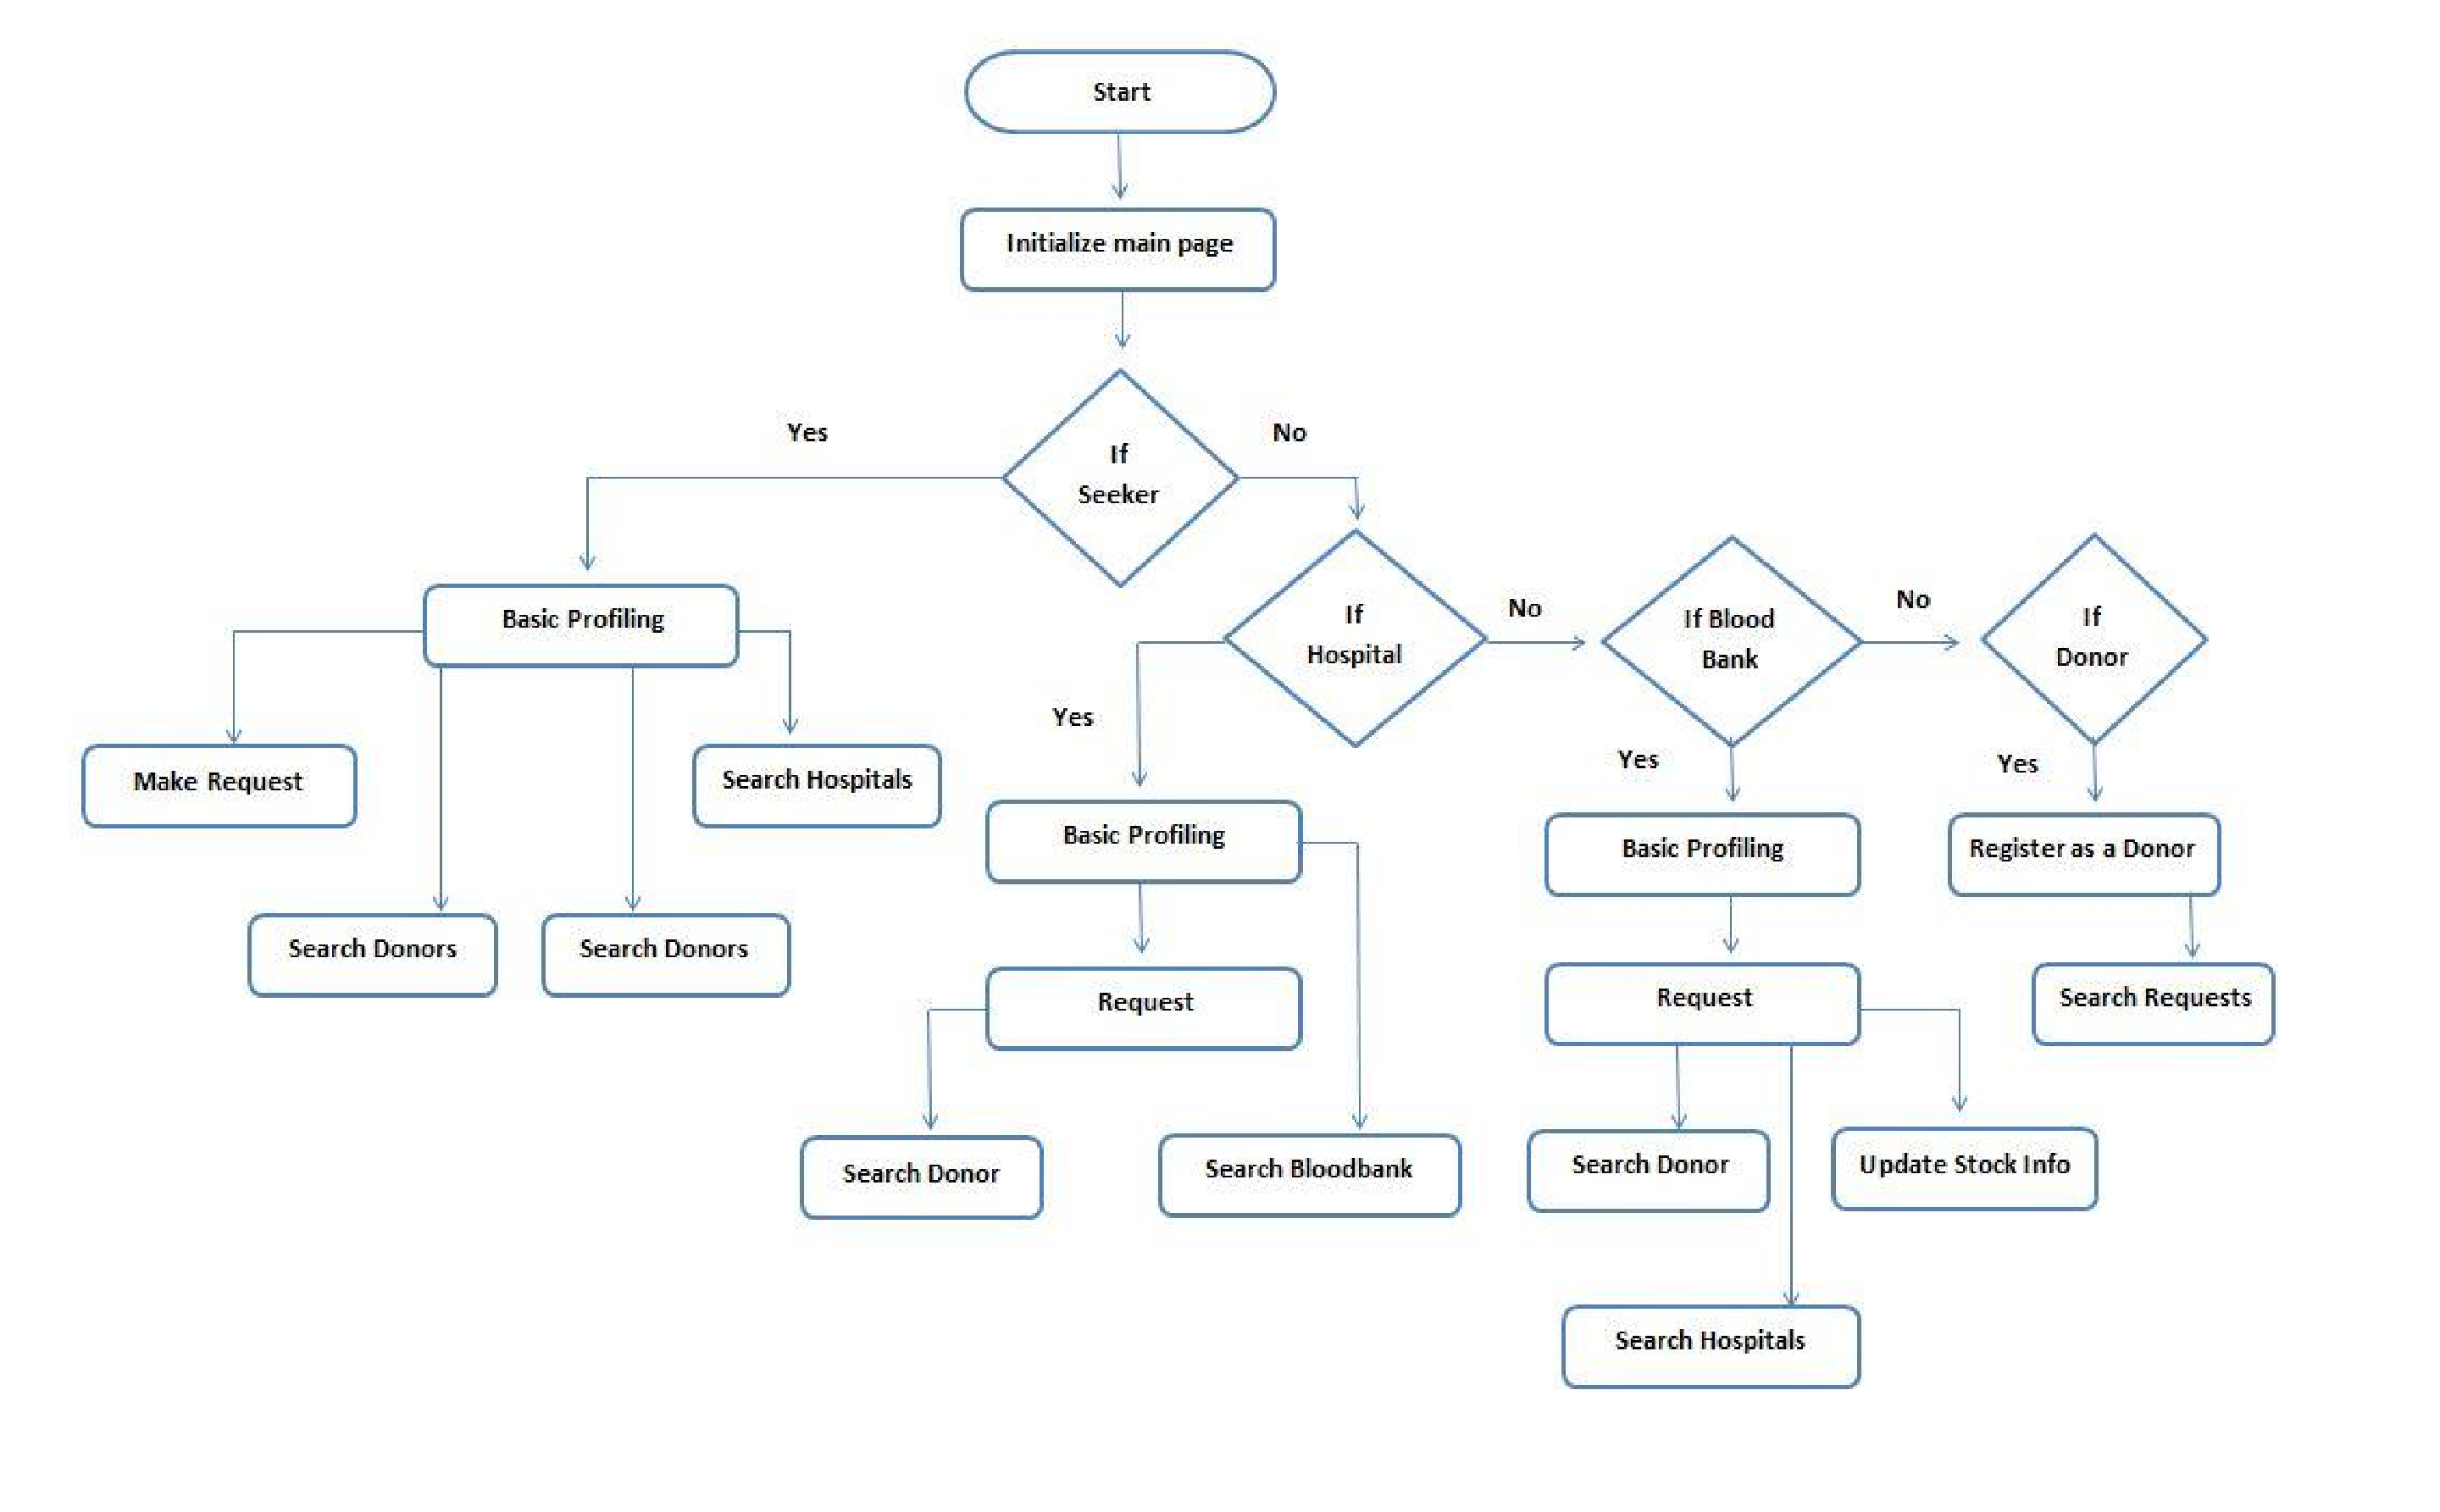 Start
Initialize main page
Yes
No
If
Seeker
Basic Profiling
If
Hospital
No
If Blood
Bank
No
If
Donor
Yes
Yes
Yes
Make Request
Search Hospitals
Basic Profiling
Basic Profiling
Register as a Donor
Search Donors
Search Donors
Request
Request
Search Requests
Search Donor
Search Bloodbank
Search Donor
Update Stock Info
Search Hospitals